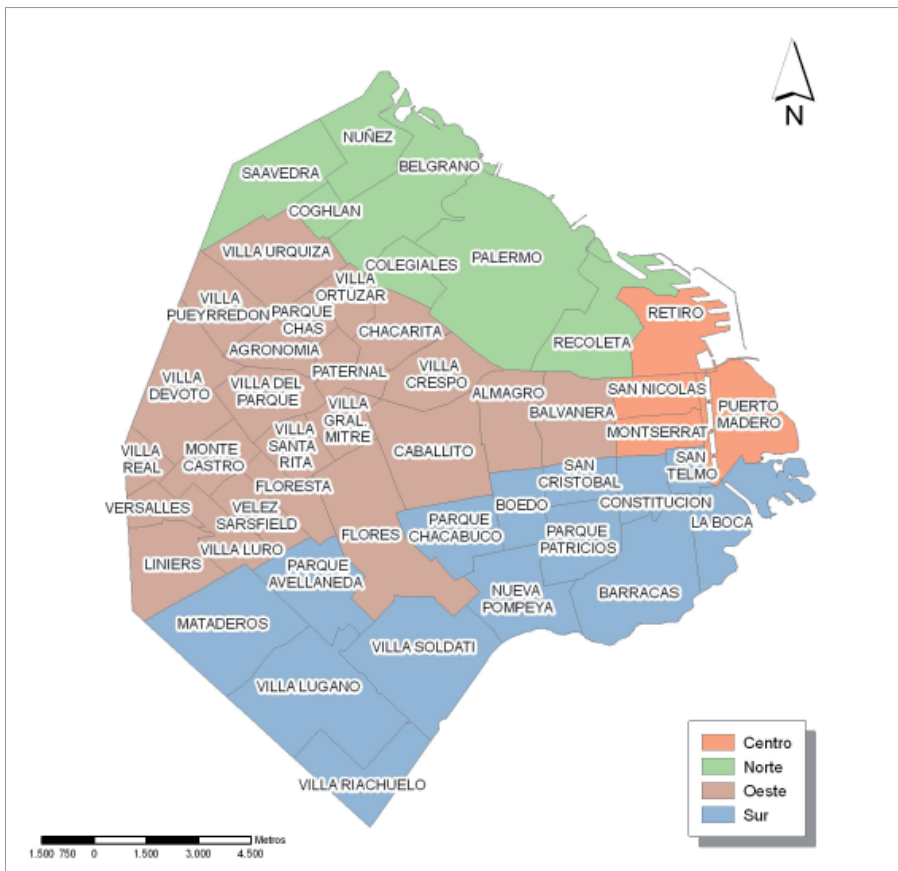 N
NUÑEZ
BELGRANO
SAAVEDRA
COGHLAN
VILLA URQUIZA
COLEGIALES
PALERMO
VILLA
ORTÚZAR
VILLA
PUEYRREDON
PARQUE
CHAS
CHACARITA
RETIRO
RECOLETA
AGRONOMIA
PATERNAL
VILLA
CRESPO
VILLA
DEVOTO
VILLA DEL
PARQUE
ALMAGRO
SAN NICOLAS
BALVANERA
PUERTO
MADERO
VILLA
GRAL.
MITRE
VILLA
SANTA
RITA
MONTSERRAT
VILLA
REAL
MONTE
CASTRO
CABALLITO
SAN
TELMO
SAN
CRISTOBAL
FLORESTA
VERSALLES
VELEZ
SARSFIELD
BOEDO
CONSTITUCION
LA BOCA
PARQUE
CHACABUCO
FLORES
PARQUE
PATRICIOS
VILLA LURO
LINIERS
PARQUE
AVELLANEDA
NUEVA
POMPEYA
BARRACAS
MATADEROS
VILLA SOLDATI
VILLA LUGANO
VILLA RIACHUELO
Centro
Norte
Oeste
Sur
Metros
1.500 750 0 1.500 3.000 4.500